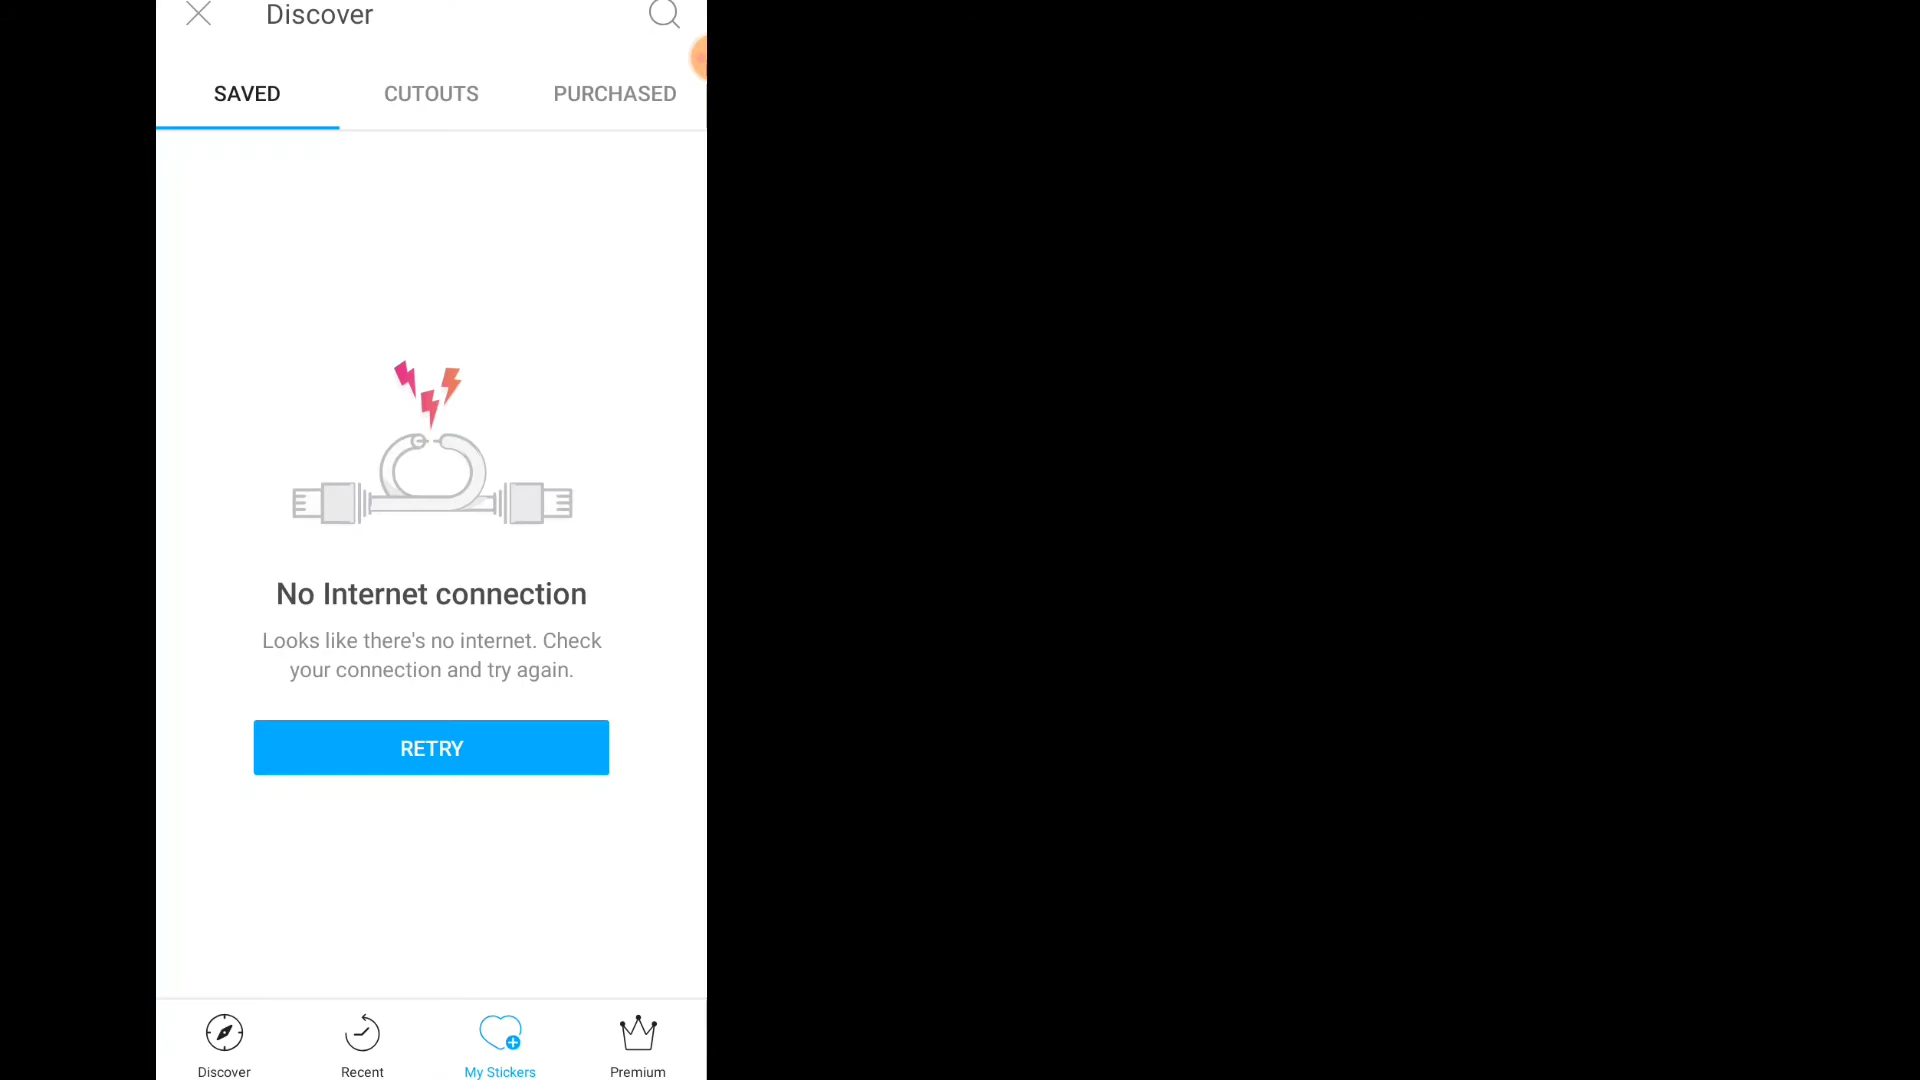 Discover
SAVED CUTOUTS PURCHASED
No Internet connection
Looks like there's no internet. Check
your connection and try again.
RETRY
Discover Recent My Stickers Premium